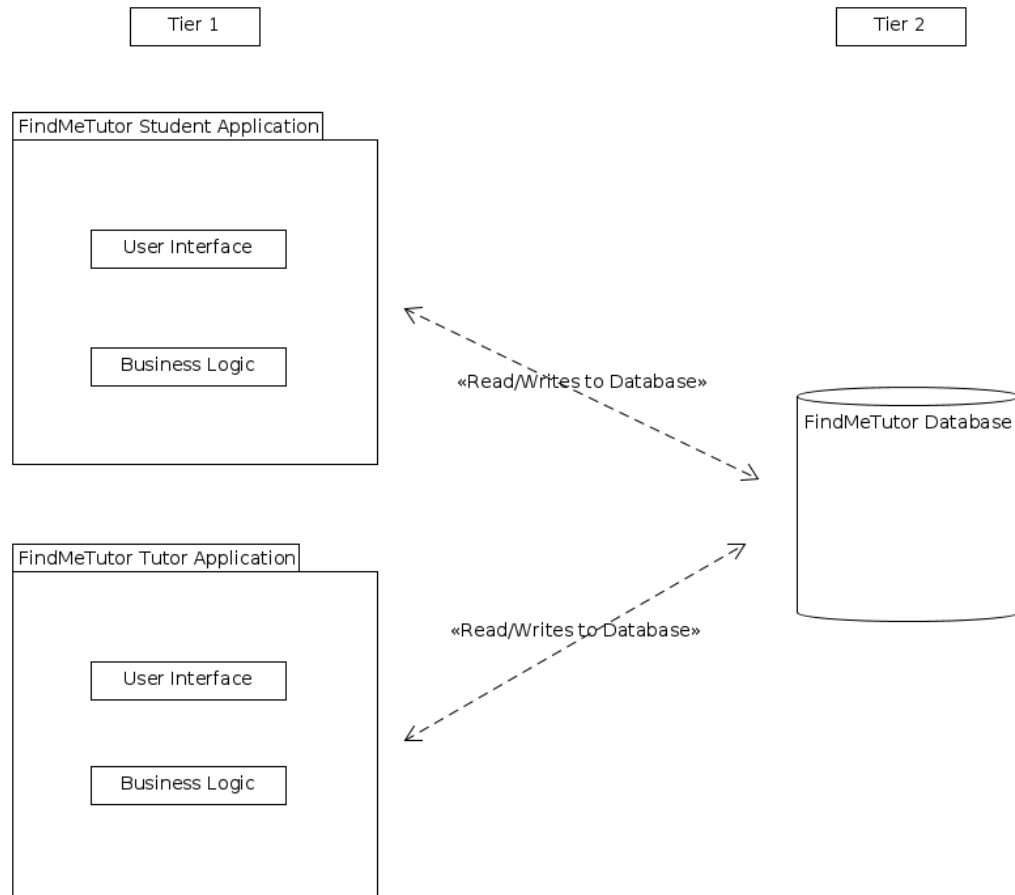 Tier 1
Tier 2
FindMeTutor Student Application
User Interface
Business Logic
«Read/Writes to Database»
FindMeTutor Database
FindMeTutor Tutor Application
«Read/Writes to Database»
User Interface
Business Logic